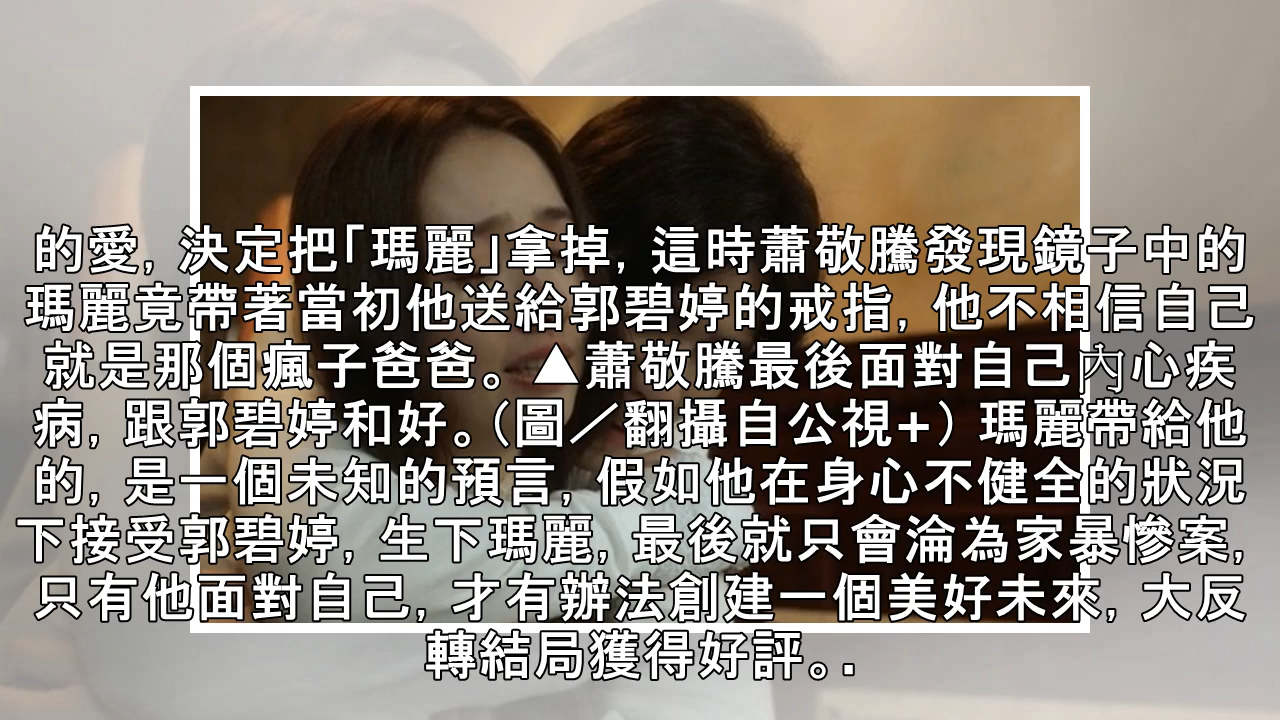 的愛, 決定把「瑪麗」拿掉, 這時蕭敬騰發現鏡子中的
瑪麗竟帶著當初他送給郭碧婷的戒指, 他不相信自己
就是那個瘋子爸爸。 ▲蕭敬騰最後面對自己內心疾
病, 跟郭碧婷和好。(圖／翻攝自公視+) 瑪麗帶給他
的, 是一個未知的預言, 假如他在身心不健全的狀況
下接受郭碧婷, 生下瑪麗, 最後就只會淪為家暴慘案,
只有他面對自己, 才有辦法創建一個美好未來, 大反
轉結局獲得好評。.